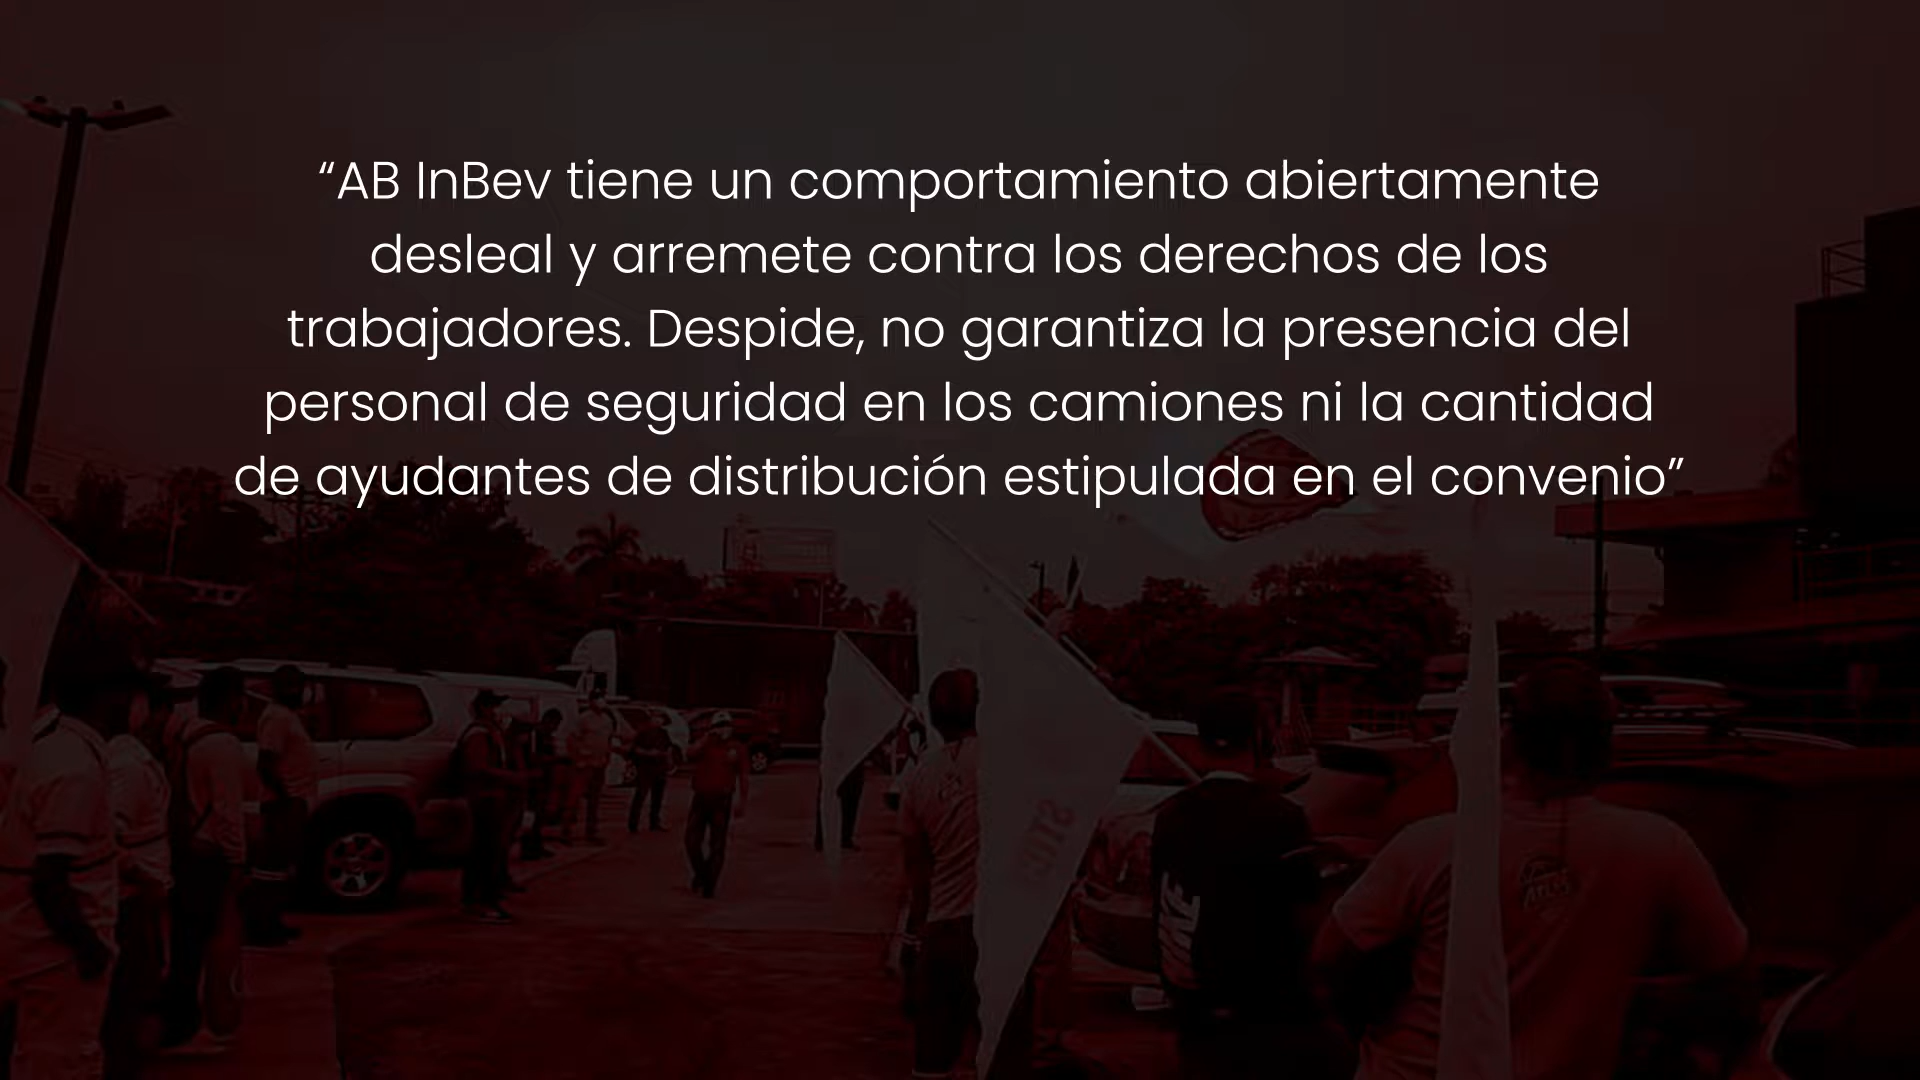 “AB InBev tiene un comportamiento abiertamente
desleal y arremete contra los derechos de los
trabajadores. Despide, no garantiza la presencia del
personal de seguridad en los camiones ni la cantidad
de ayudantes de distribución estipulada en el convenio”